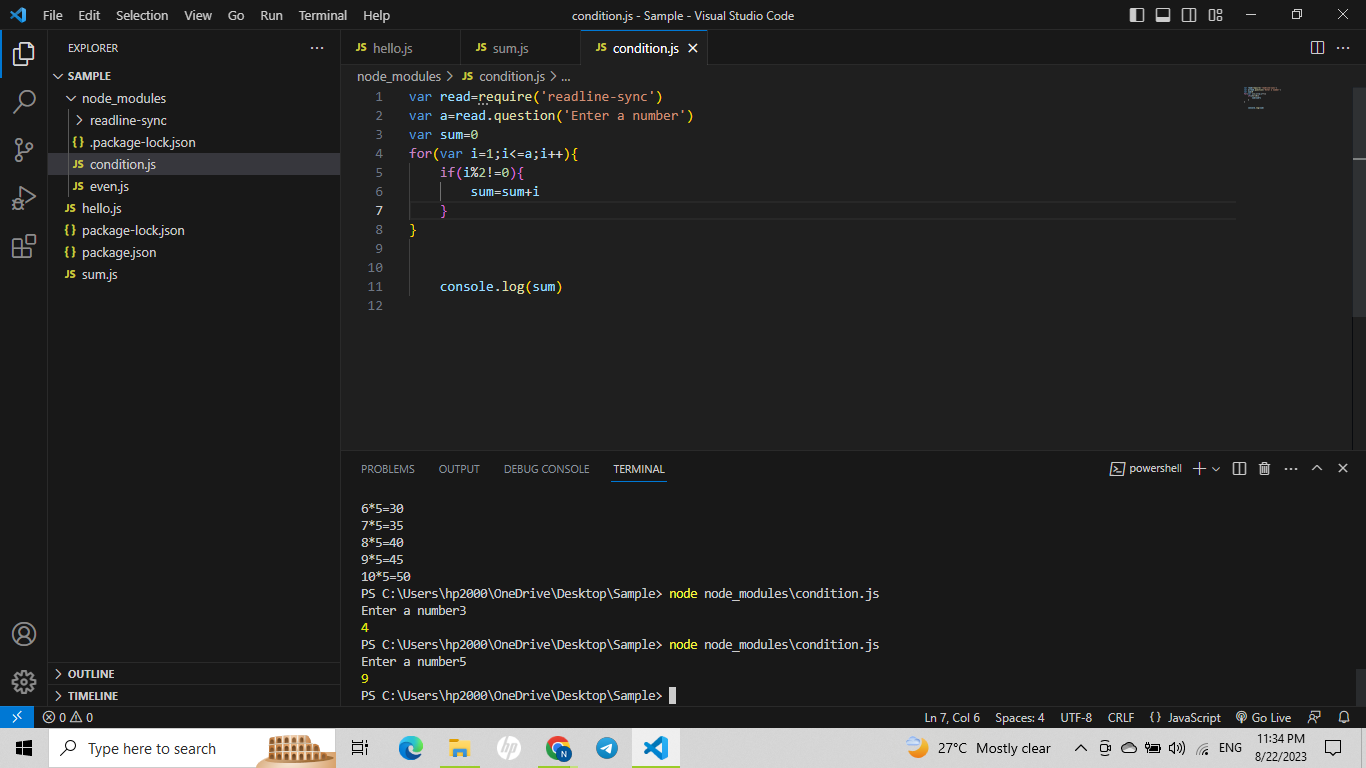 File Edit Selection View Go Run Terminal Help
condition.js - Sample - Visual Studio Code
EXPLORER
SAMPLE
node_modules
readline-sync
{} .package-lock.json
JS condition.js
JS even.js
JS hello.js
{} package-lock.json
{} package.json
JS sum.js
OUTLINE
TIMELINE
JS hello.js
JS sum.js
JS condition.js
node_modules > JS condition.js > ...
1 var read=require('readline-sync')
2 var a=read.question('Enter a number')
3 var sum=0
4 for(var i=1;i<=a;i++){
5 if(i%2!=0){
6 sum=sum+i
7 }
8 }
9
10
11 console.log(sum)
12
PROBLEMS OUTPUT DEBUG CONSOLE TERMINAL
powershell
6*5=30
7*5=35
8*5=40
9*5=45
10*5=50
PS C:\Users\hp2000\OneDrive\Desktop\Sample> node node_modules\condition.js
Enter a number3
4
PS C:\Users\hp2000\OneDrive\Desktop\Sample> node node_modules\condition.js
Enter a number5
9
PS C:\Users\hp2000\OneDrive\Desktop\Sample>
0 0
Ln 7, Col 6 Spaces: 4 UTF-8 CRLF {} JavaScript Go Live
Type here to search
hp
N
27°C Mostly clear
ENG
11:34 PM
8/22/2023